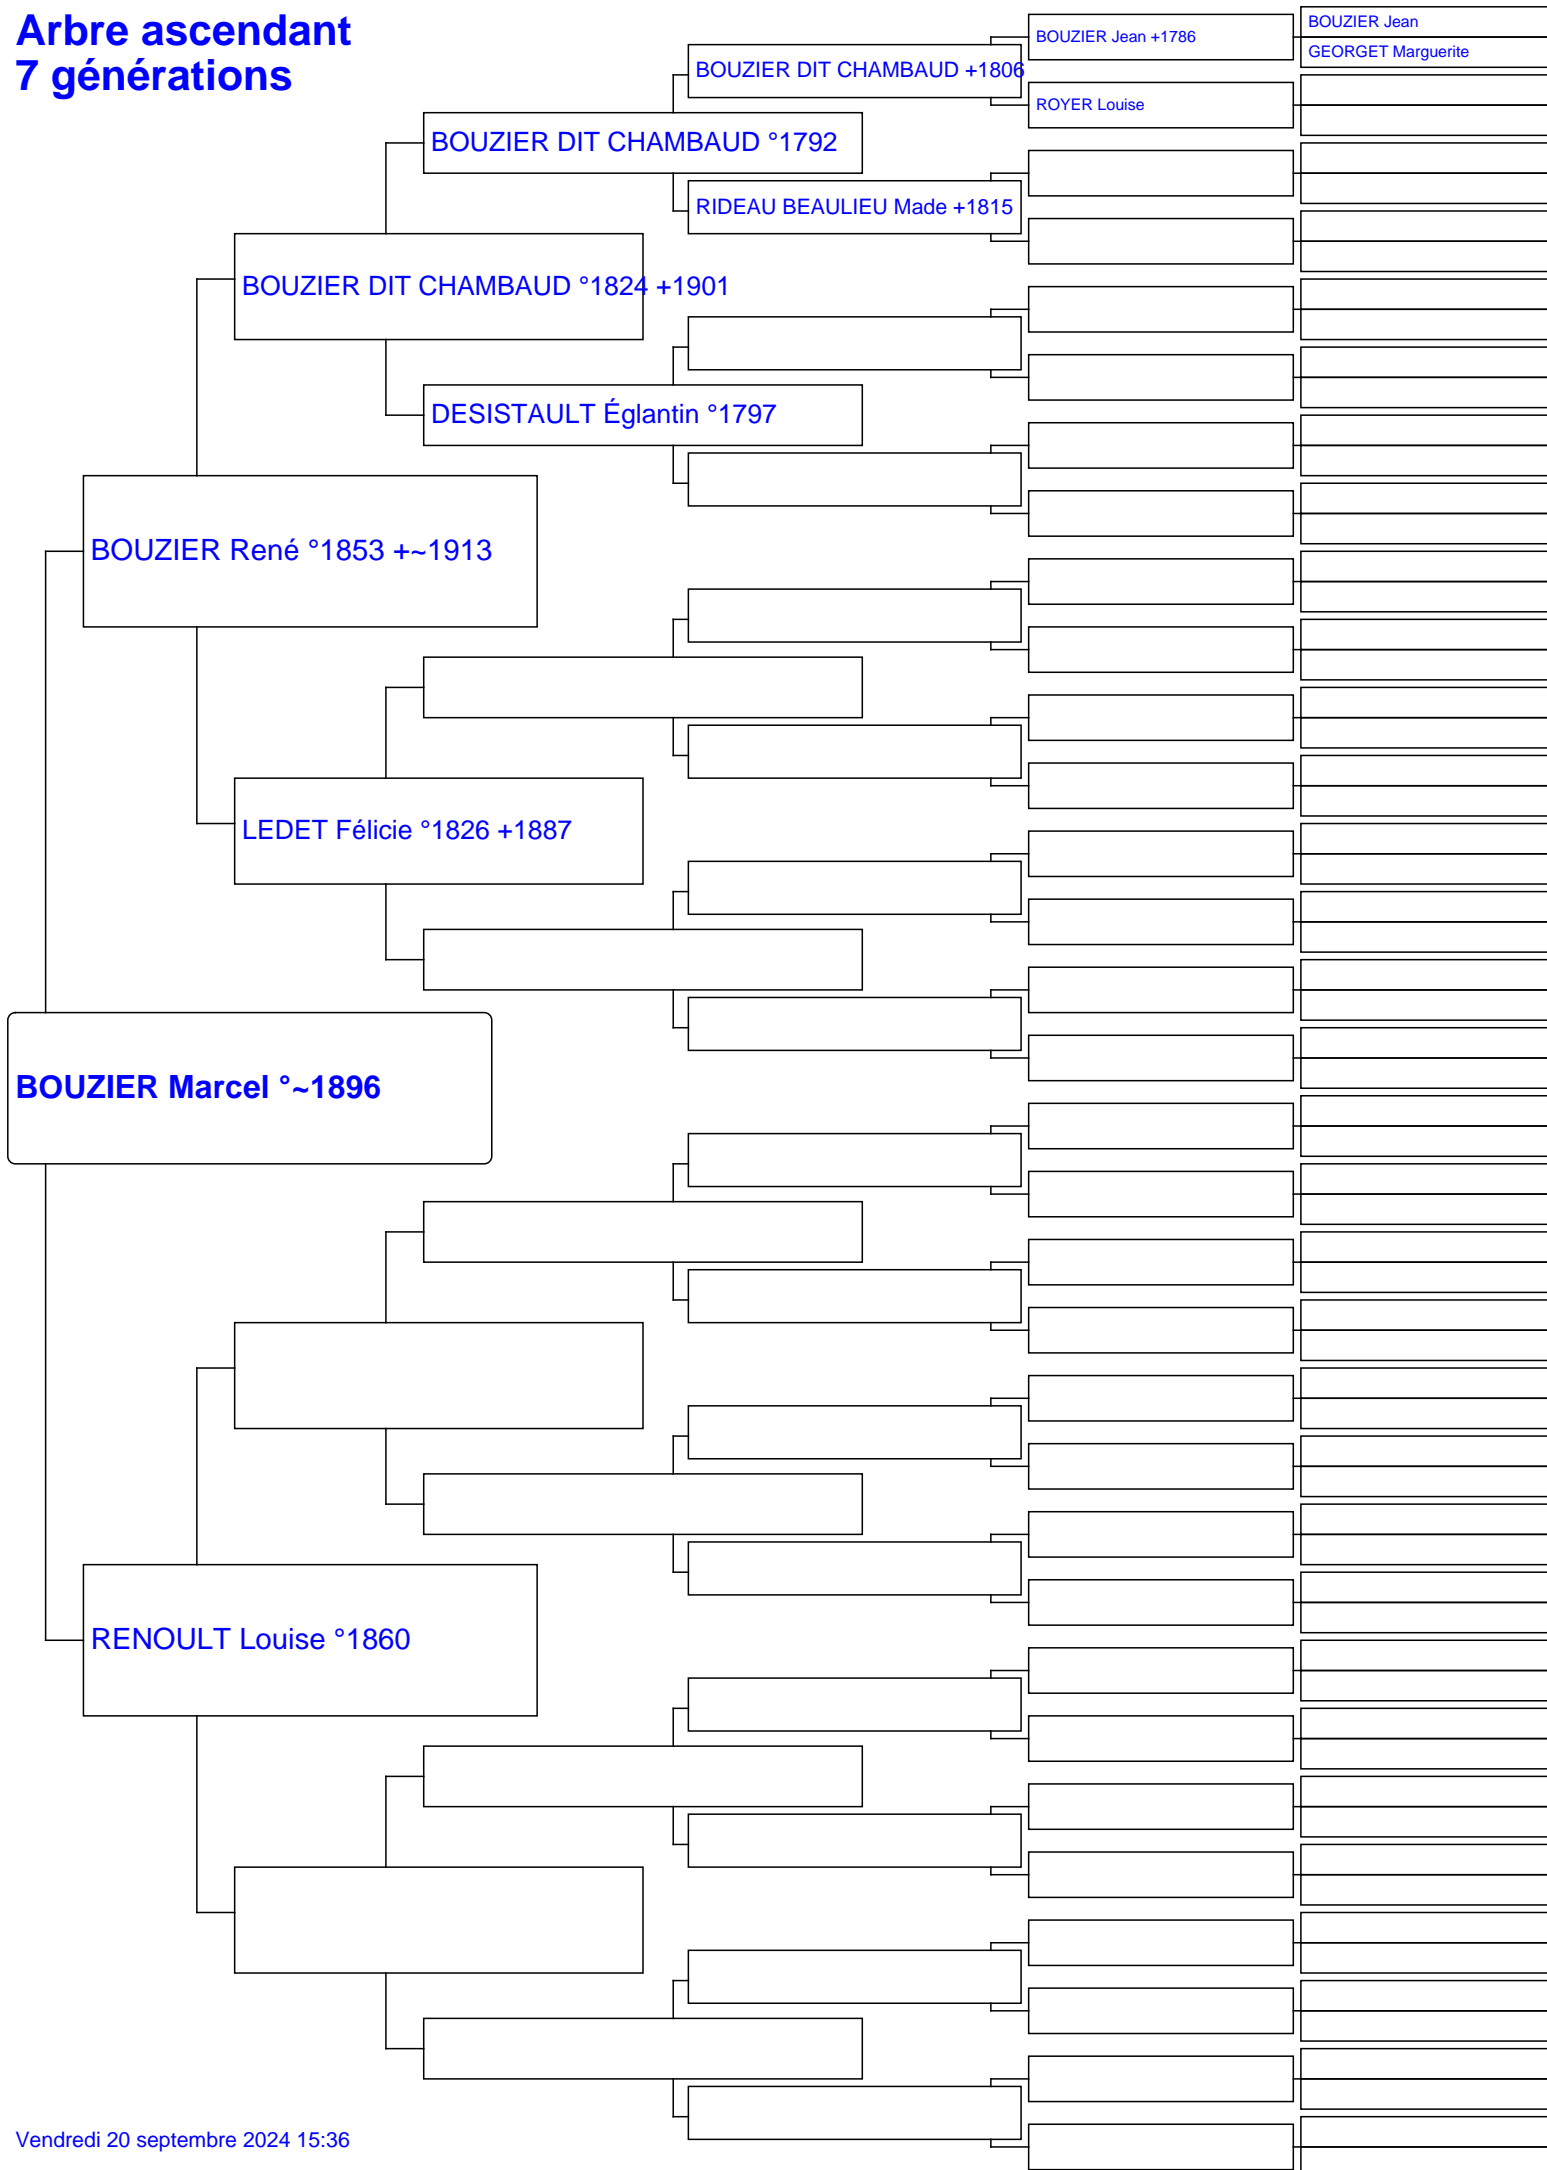 Arbre ascendant
7 générations
BOUZIER Jean
BOUZIER Jean +1786
GEORGET Marguerite
BOUZIER DIT CHAMBAUD +1806
ROYER Louise
BOUZIER DIT CHAMBAUD °1792
RIDEAU BEAULIEU Made +1815
BOUZIER DIT CHAMBAUD °1824 +1901
DESISTAULT Églantin °1797
BOUZIER René °1853 +~1913
LEDET Félicie °1826 +1887
BOUZIER Marcel °~1896
RENOULT Louise °1860
Vendredi 20 septembre 2024 15:36